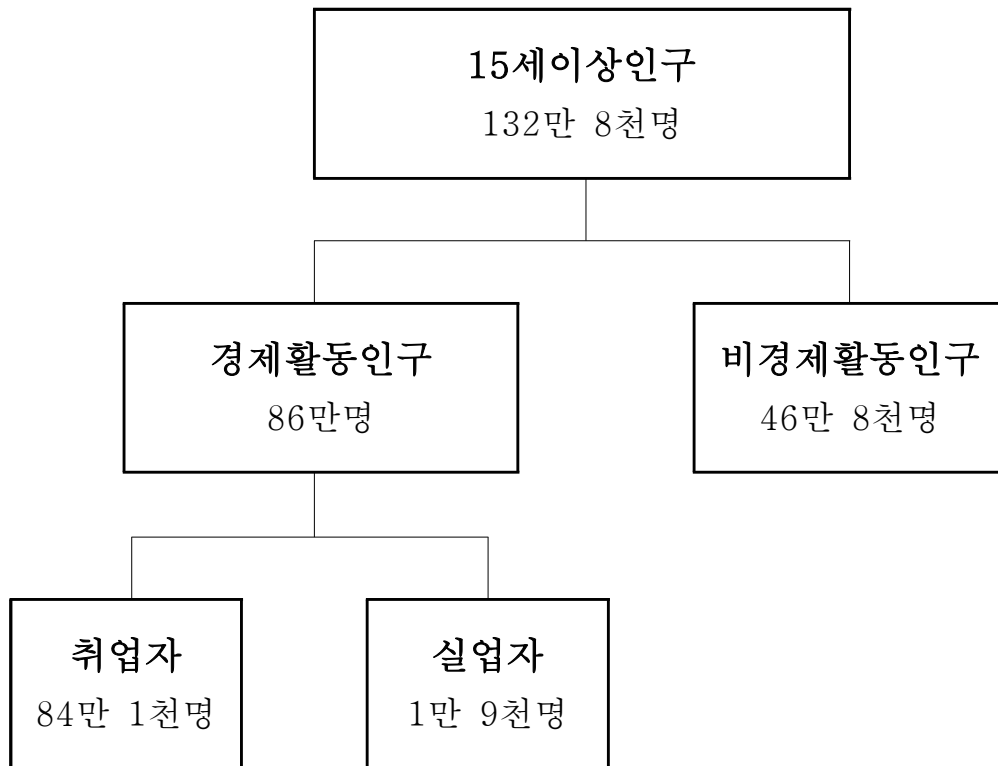 15세이상인구
132만 8천명
경제활동인구
86만명
비경제활동인구
46만 8천명
취업자
84만 1천명
실업자
1만 9천명